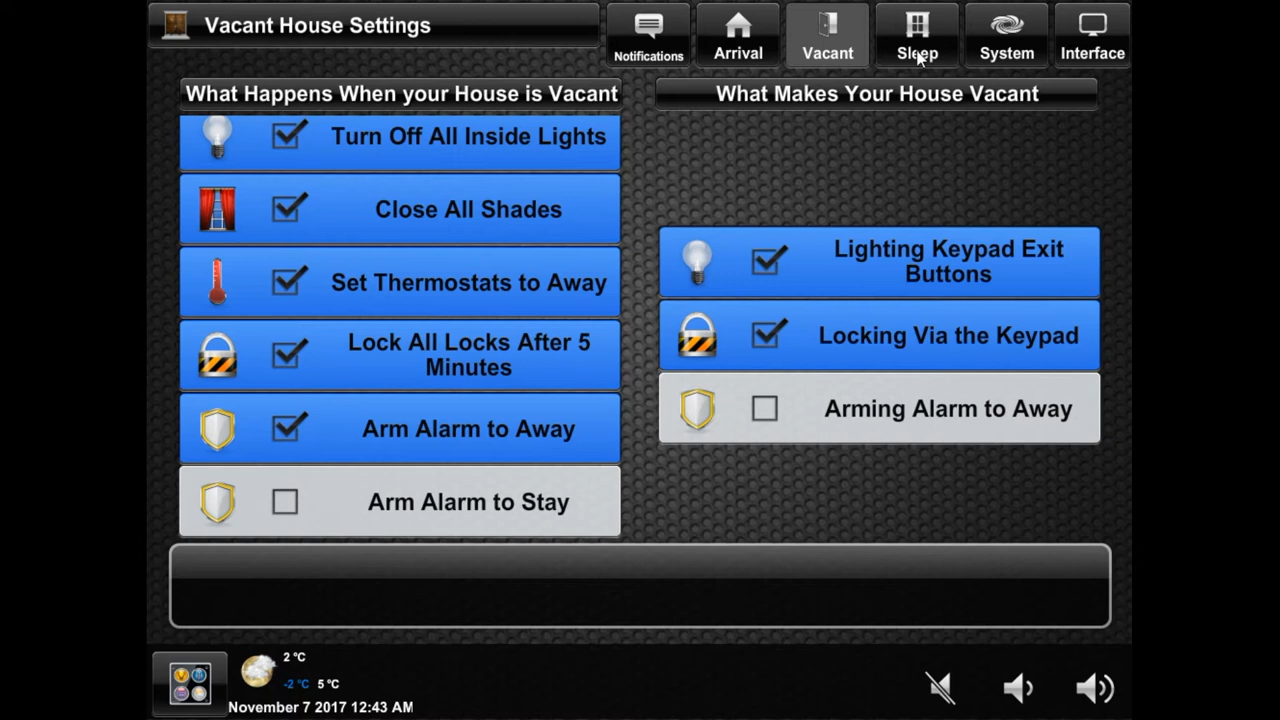 Vacant House Settings
Notifications
Arrival
Vacant
Sleep
System
Interface
What Happens When your House is Vacant
What Makes Your House Vacant
Turn Off All Inside Lights
Close All Shades
Set Thermostats to Away
Lock All Locks After 5
Minutes
Arm Alarm to Away
Arm Alarm to Stay
Lighting Keypad Exit
Buttons
Locking Via the Keypad
Arming Alarm to Away
2 °C
-2 °C 5 °C
November 7 2017 12:43 AM